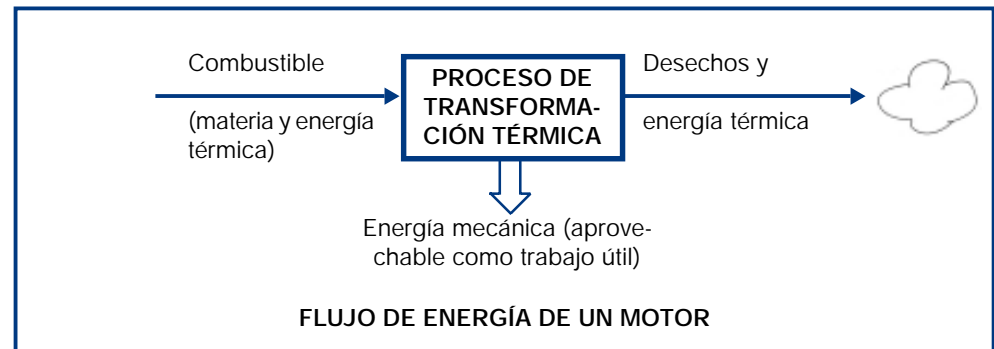 Combustible
(materia y energía
térmica)
PROCESO DE
TRANSFORMA-
CIÓN TÉRMICA
Desechos y
energía térmica
Energía mecánica (aprove-
chable como trabajo útil)
FLUJO DE ENERGÍA DE UN MOTOR